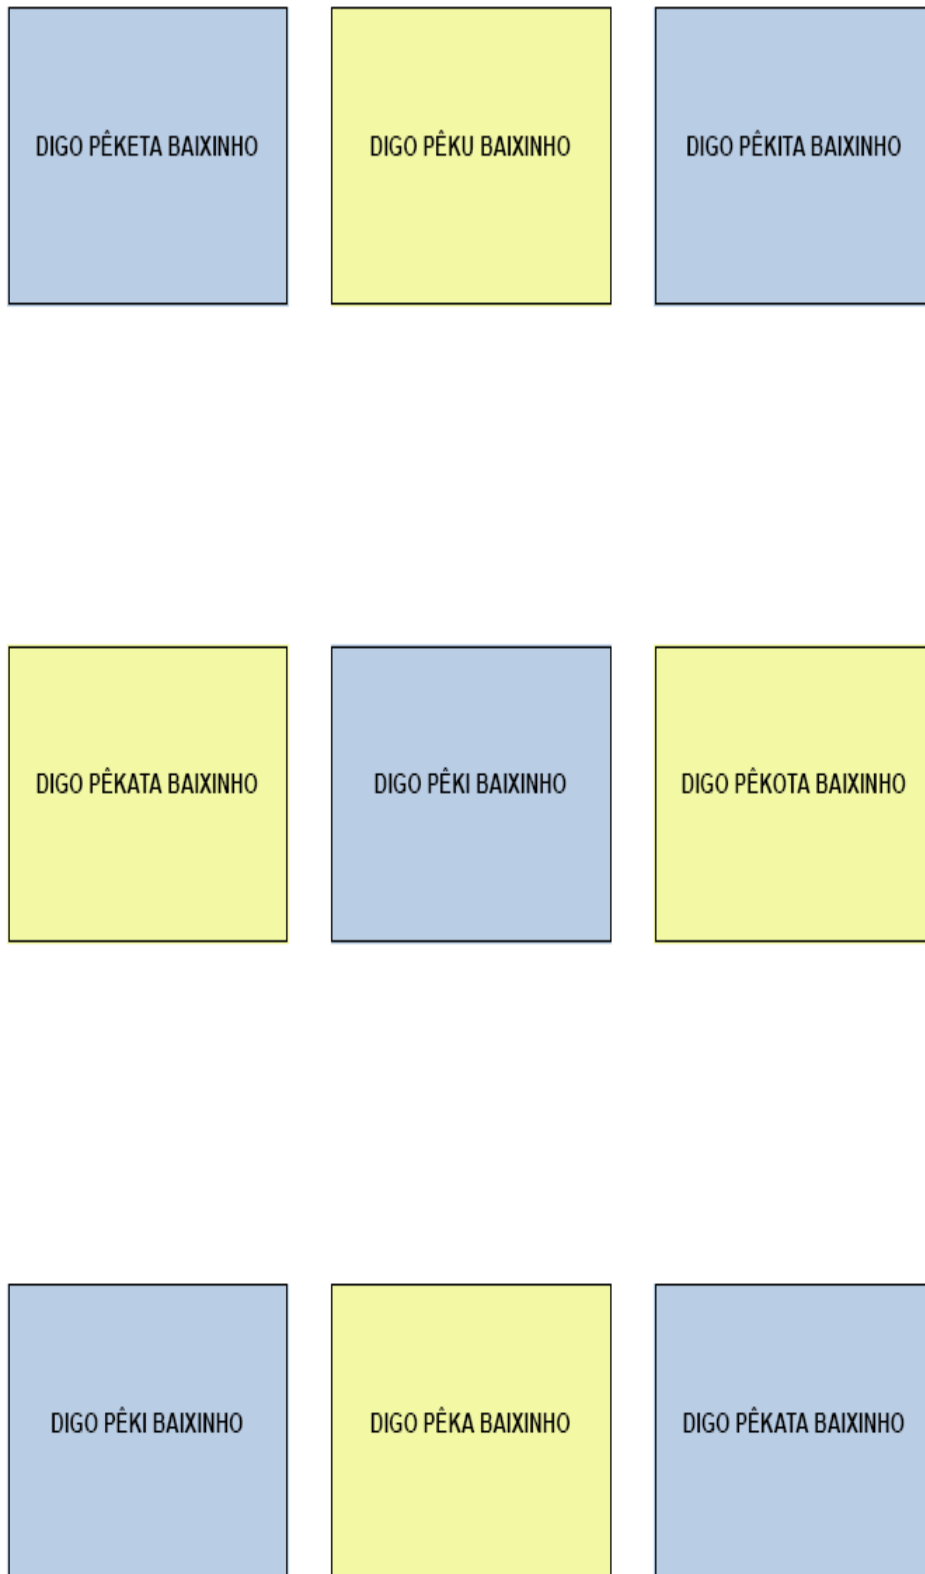 DIGO PÊKETA BAIXINHO
DIGO PÊKU BAIXINHO
DIGO PÊKITA BAIXINHO
DIGO PÊKATA BAIXINHO
DIGO PÊKI BAIXINHO
DIGO PÊKOTA BAIXINHO
DIGO PÊKI BAIXINHO
DIGO PÊKA BAIXINHO
DIGO PÊKATA BAIXINHO